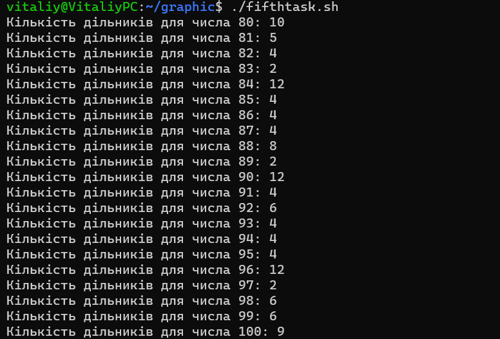 vitaliy@VitaliyPC:~/graphic$ ./fifthtask.sh
Кількість дільників для числа 80: 10
Кількість дільників для числа 81: 5
Кількість дільників для числа 82: 4
Кількість дільників для числа 83: 2
Кількість дільників для числа 84: 12
Кількість дільників для числа 85: 4
Кількість дільників для числа 86: 4
Кількість дільників для числа 87: 4
Кількість дільників для числа 88: 8
Кількість дільників для числа 89: 2
Кількість дільників для числа 90: 12
Кількість дільників для числа 91: 4
Кількість дільників для числа 92: 6
Кількість дільників для числа 93: 4
Кількість дільників для числа 94: 4
Кількість дільників для числа 95: 4
Кількість дільників для числа 96: 12
Кількість дільників для числа 97: 2
Кількість дільників для числа 98: 6
Кількість дільників для числа 99: 6
Кількість дільників для числа 100: 9